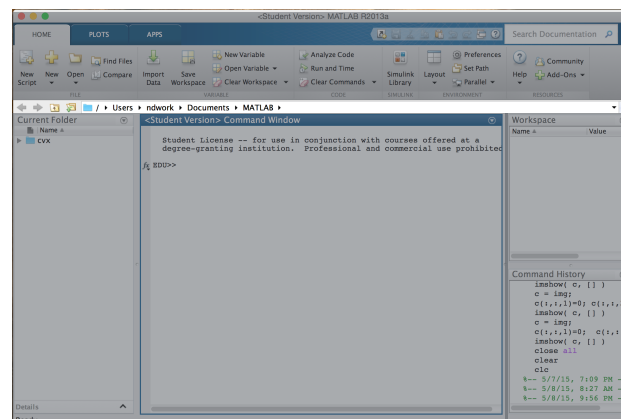 <Student Version> MATLAB R2013a
HOME PLOTS APPS Search Documentation
New Script New Open Find Files Compare Import Data Save Workspace New Variable Open Variable Clear Workspace Analyze Code Run and Time Clear Commands Simulink Library Layout Preferences Set Path Parallel Help Community Add-Ons
FILE VARIABLE CODE SIMULINK ENVIRONMENT RESOURCES
/ Users ndwork Documents MATLAB
Current Folder
Name
cvx
Details
<Student Version> Command Window
Student License -- for use in conjunction with courses offered at a
degree-granting institution. Professional and commercial use prohibited
fx EDU>>
Workspace
Name Value
Command History
imshow( c, [] )
c = img;
c(:,:,1)=0; c(:,:,
imshow( c, [] )
c = img;
c(:,:,1)=0; c(:,
imshow( c, [] )
close all
clear
clc
%-- 5/7/15, 7:09 PM -
%-- 5/8/15, 8:27 AM -
%-- 5/8/15, 9:56 PM -